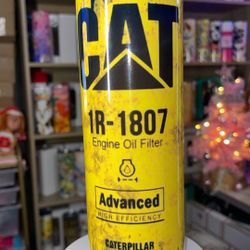 CAT
1R-1807
Engine Oil Filter
Advanced
HIGH EFFICIENCY
CATERPILLAR